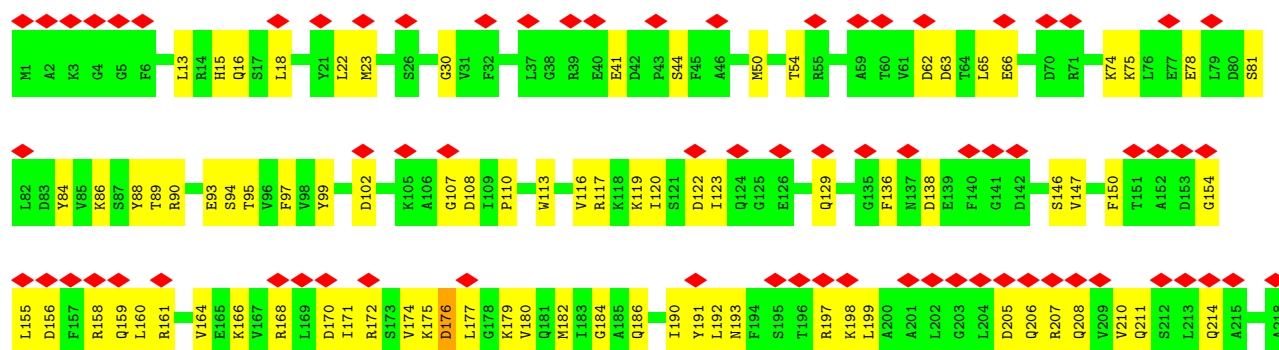 M1 A2 K3 G4 G5 F6 L13 R14 H15 Q16 S17 L18 Y21 L22 M23 S26 G30 V31 F32 L37 G38 R39 E40 E41 D42 P43 S44 F45 A46 M50 T54 R55 A59 T60 V61 D62 D63 T64 L65 E66 D70 R71 K74 K75 L76 E77 E78 L79 D80 S81
L82 D83 Y84 V85 K86 S87 Y88 T89 R90 E93 S94 T95 V96 F97 V98 Y99 D102 K105 A106 G107 D108 I109 P110 W113 V116 R117 K118 K119 I120 S121 D122 I123 Q124 G125 E126 Q129 G135 F136 N137 D138 E139 F140 G141 D142 S146 V147 F150 T151 A152 D153 G154
L155 D156 F157 R158 Q159 L160 R161 V164 E165 K166 V167 R168 L169 D170 I171 R172 S173 V174 K175 D176 L177 G178 K179 V180 Q181 M182 I183 G184 A185 Q186 I190 Y191 L192 N193 F194 S195 T196 R197 K198 L199 A200 A201 L202 G203 L204 D205 Q206 R207 Q208 V209 V210 Q211 S212 L213 Q214 A215 A218